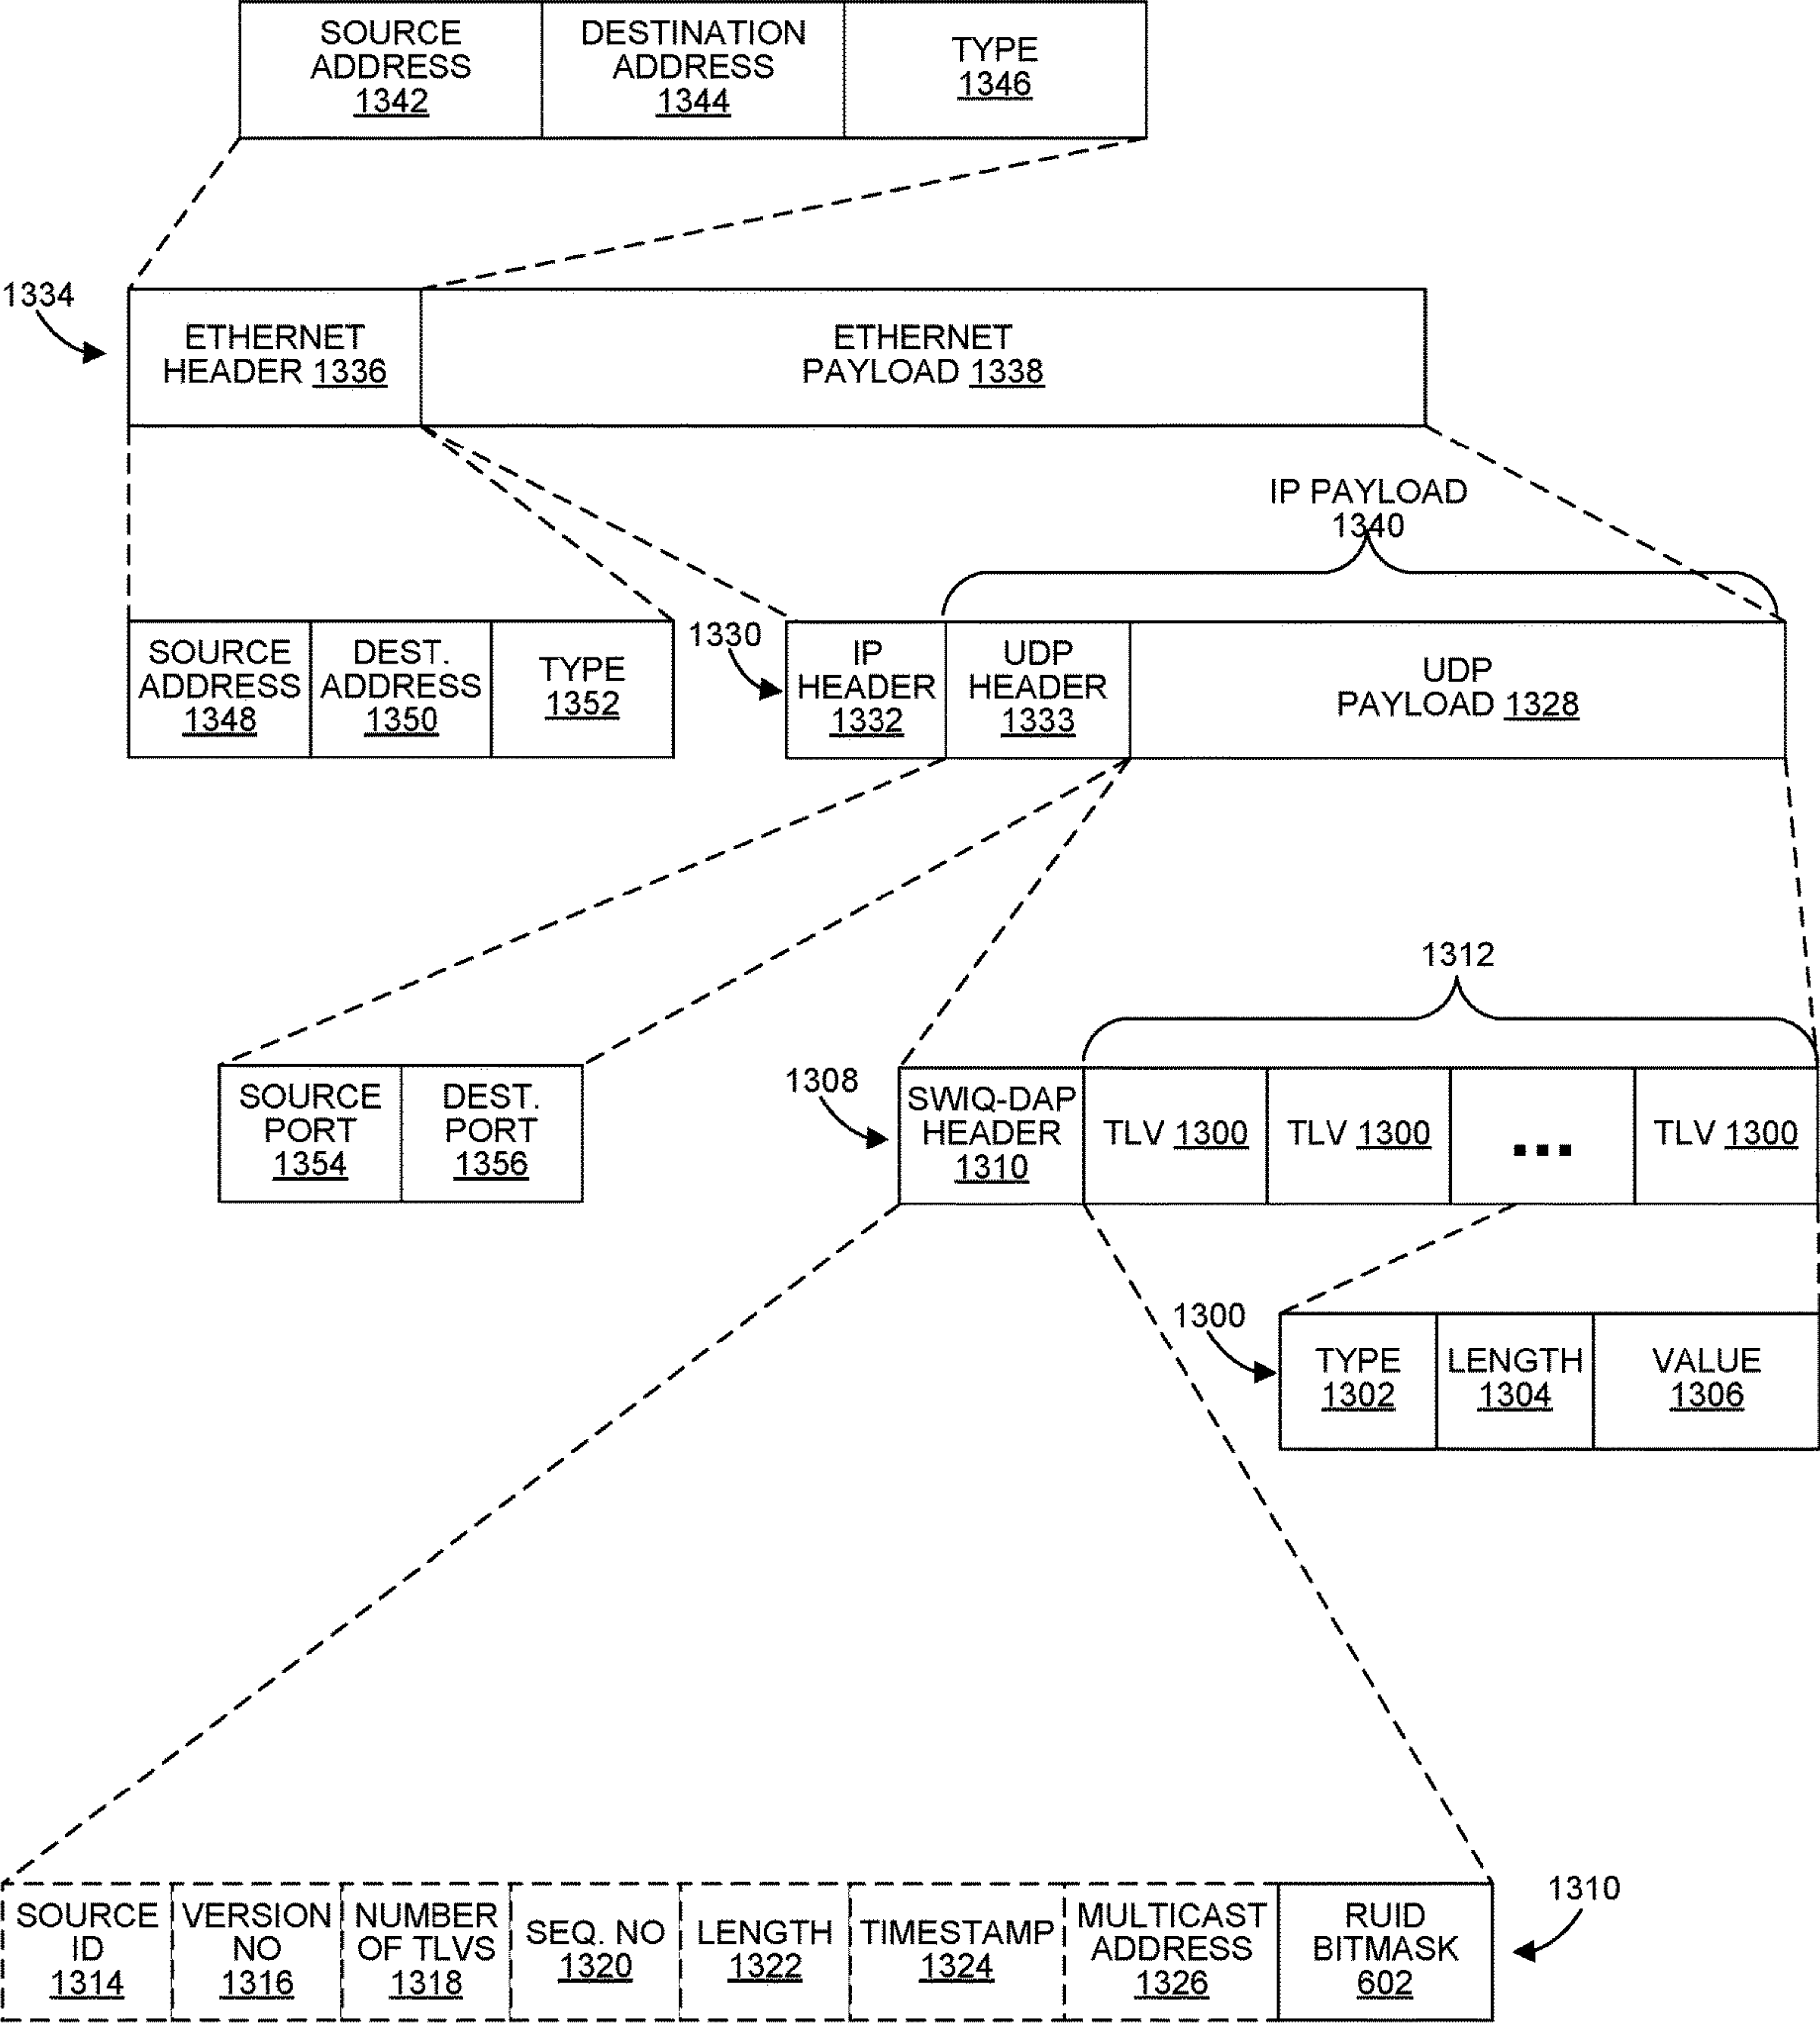 SOURCE
ADDRESS
1342
DESTINATION
ADDRESS
1344
TYPE
1346
1334
ETHERNET
HEADER 1336
ETHERNET
PAYLOAD 1338
IP PAYLOAD
1340
SOURCE
ADDRESS
1348
DEST.
ADDRESS
1350
TYPE
1352
1330
IP
HEADER
1332
UDP
HEADER
1333
UDP
PAYLOAD 1328
1312
SOURCE
PORT
1354
DEST.
PORT
1356
1308
SWIQ-DAP
HEADER
1310
TLV 1300
TLV 1300
...
TLV 1300
1300
TYPE
1302
LENGTH
1304
VALUE
1306
SOURCE
ID
1314
VERSION
NO
1316
NUMBER
OF TLVS
1318
SEQ. NO
1320
LENGTH
1322
TIMESTAMP
1324
MULTICAST
ADDRESS
1326
RUID
BITMASK
602
1310